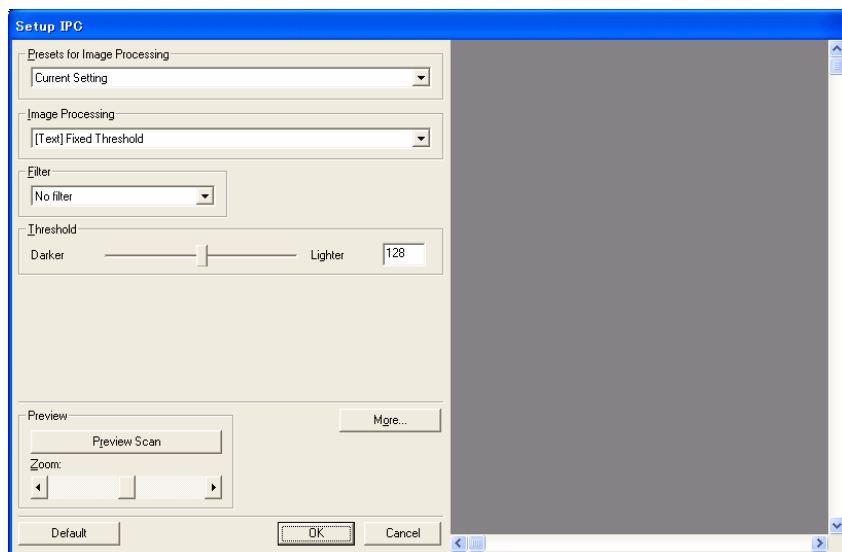 Setup IPC
Presets for Image Processing
Current Setting
Image Processing
[Text] Fixed Threshold
Filter
No filter
Threshold
Darker Lighter 128
Preview
More...
Preview Scan
Zoom:
Default OK Cancel